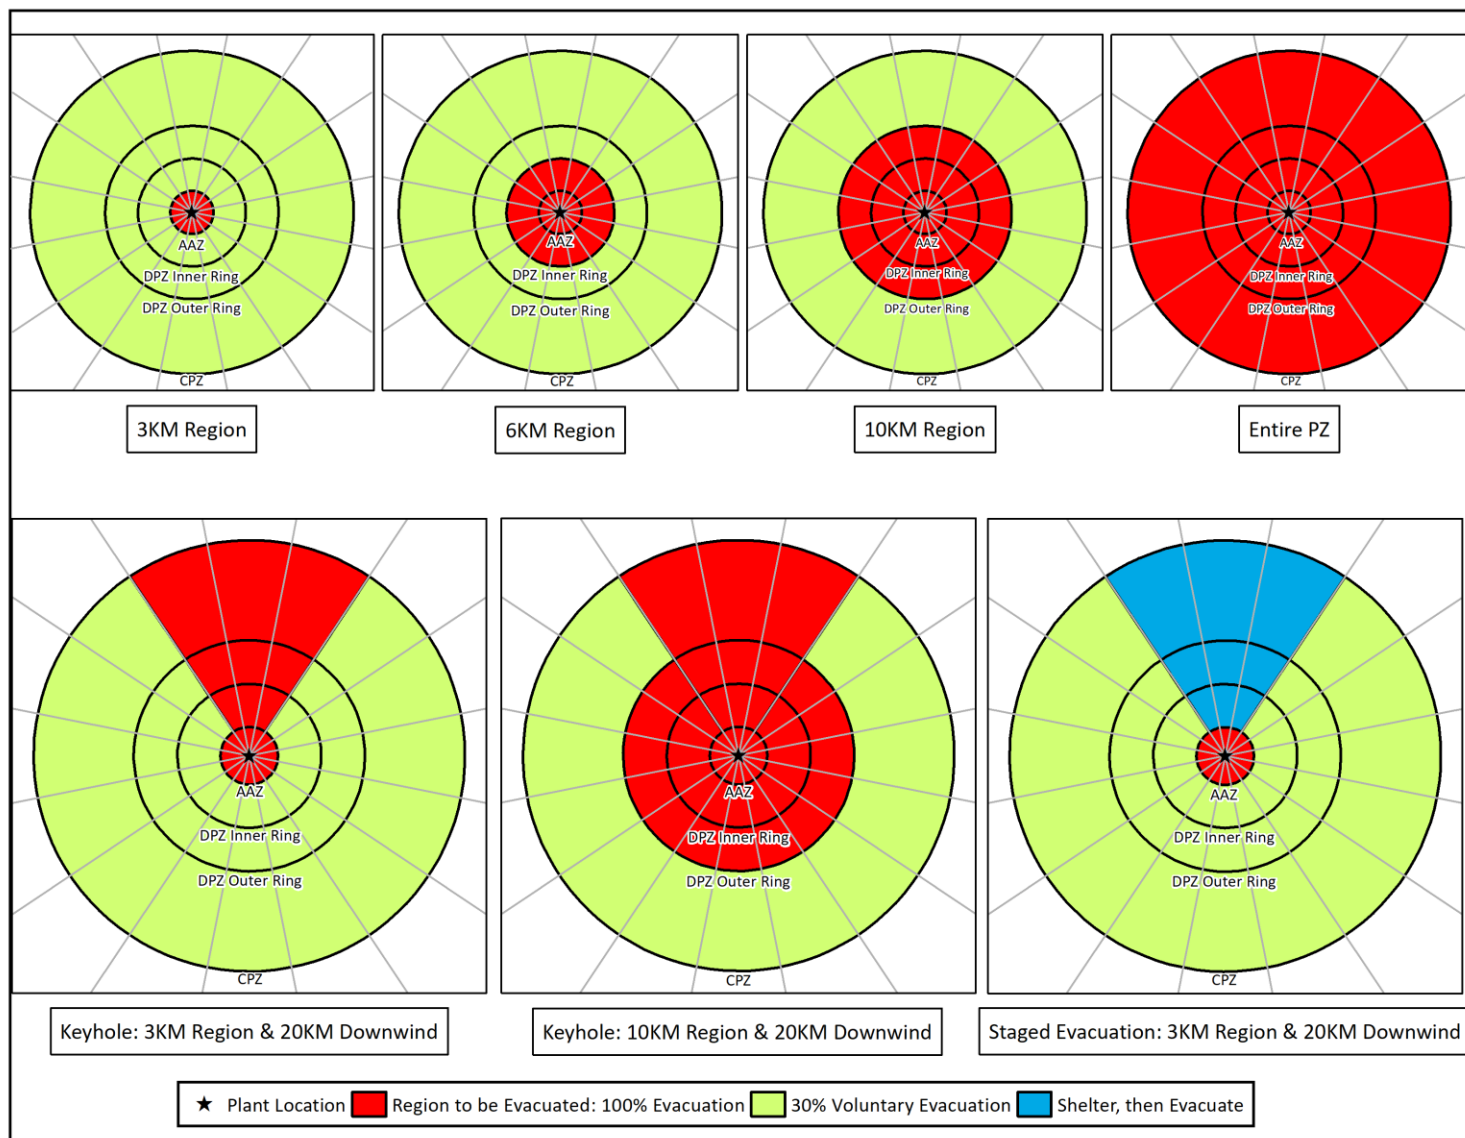 AAZ
DPZ Inner Ring
DPZ Outer Ring
CPZ
3KM Region
AAZ
DPZ Inner Ring
DPZ Outer Ring
CPZ
6KM Region
AAZ
DPZ Inner Ring
DPZ Outer Ring
CPZ
10KM Region
AAZ
DPZ Inner Ring
DPZ Outer Ring
CPZ
Entire PZ
AAZ
DPZ Inner Ring
DPZ Outer Ring
CPZ
Keyhole: 3KM Region & 20KM Downwind
AAZ
DPZ Inner Ring
DPZ Outer Ring
CPZ
Keyhole: 10KM Region & 20KM Downwind
AAZ
DPZ Inner Ring
DPZ Outer Ring
CPZ
Staged Evacuation: 3KM Region & 20KM Downwind
Plant Location
Region to be Evacuated: 100% Evacuation
30% Voluntary Evacuation
Shelter, then Evacuate